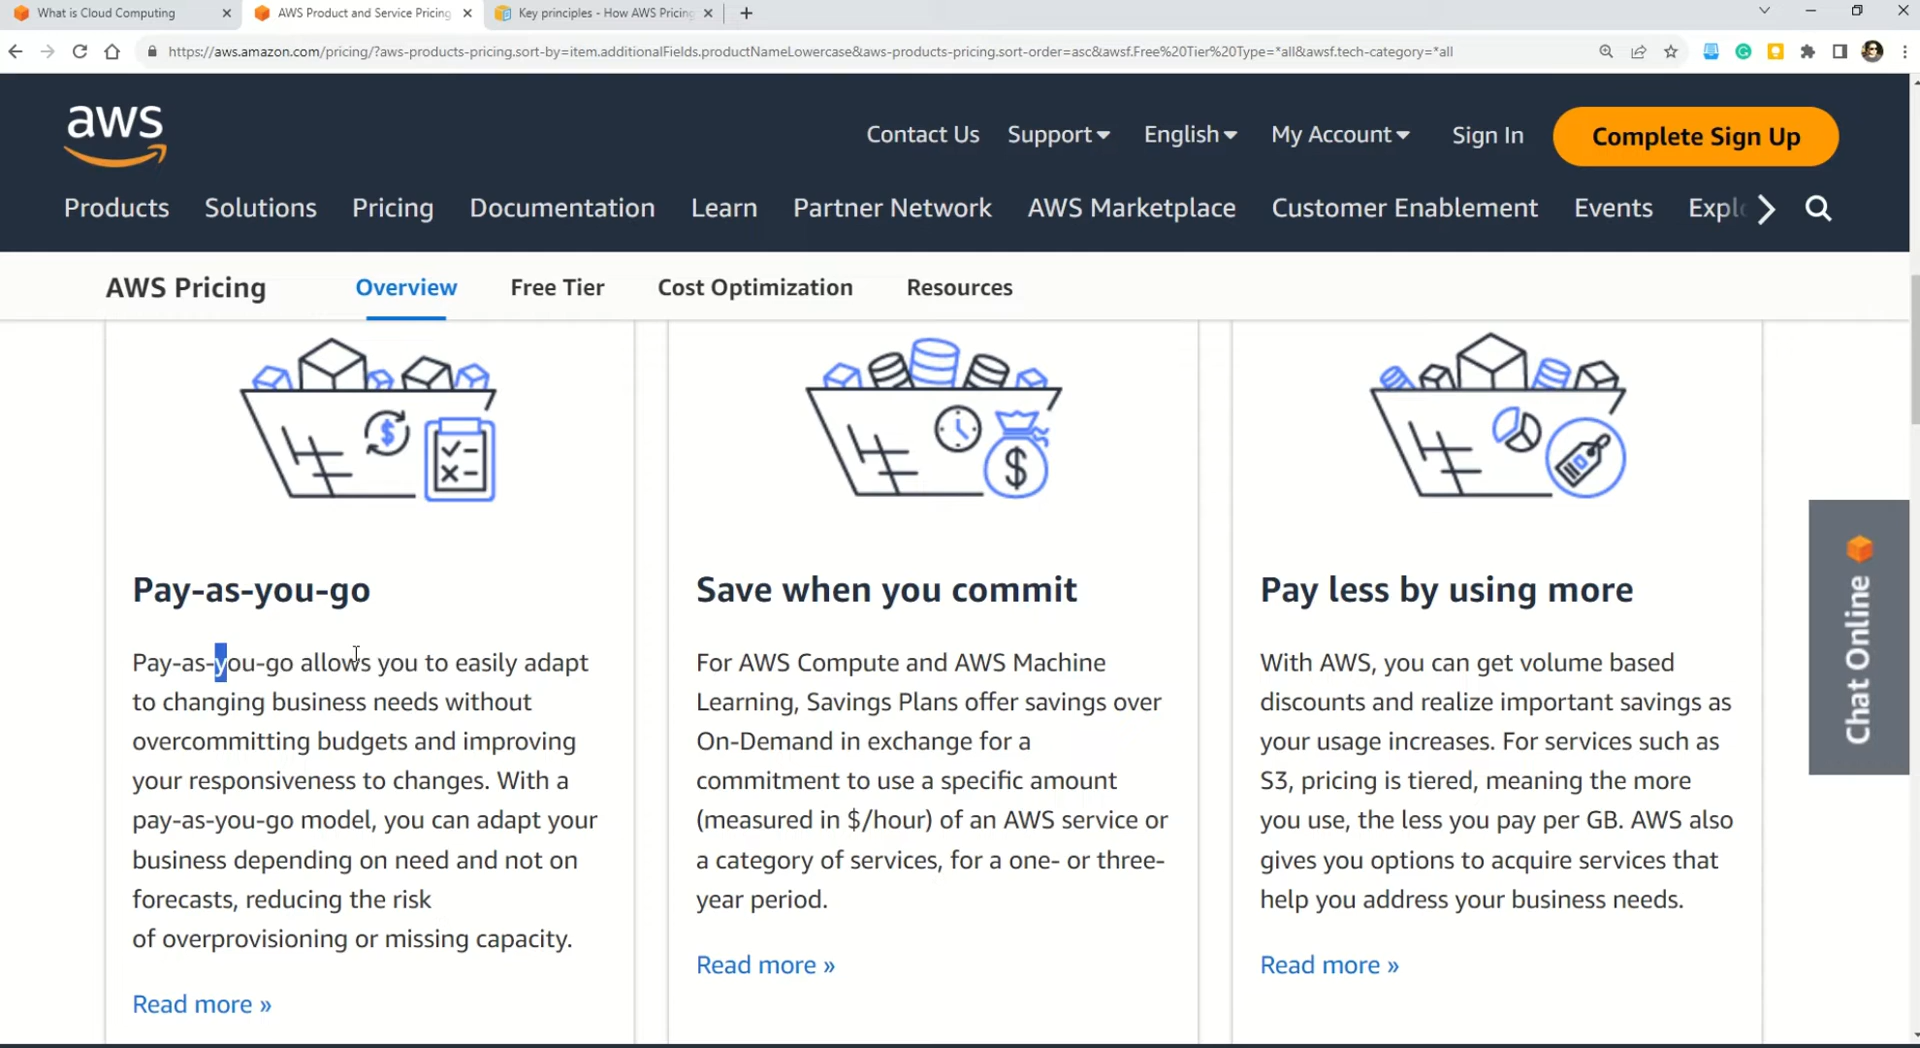 What is Cloud Computing
AWS Product and Service Pricing
Key principles - How AWS Pricing
https://aws.amazon.com/pricing/?aws-products-pricing.sort-by=item.additionalFields.productNameLowercase&aws-products-pricing.sort-order=asc&awsf.Free%20Tier%20Type=*all&awsf.tech-category=*all
aws
Contact Us Support English My Account Sign In Complete Sign Up
Products Solutions Pricing Documentation Learn Partner Network AWS Marketplace Customer Enablement Events Explo
AWS Pricing Overview Free Tier Cost Optimization Resources
Pay-as-you-go
Pay-as-you-go allows you to easily adapt
to changing business needs without
overcommitting budgets and improving
your responsiveness to changes. With a
pay-as-you-go model, you can adapt your
business depending on need and not on
forecasts, reducing the risk
of overprovisioning or missing capacity.
Read more »
Save when you commit
For AWS Compute and AWS Machine
Learning, Savings Plans offer savings over
On-Demand in exchange for a
commitment to use a specific amount
(measured in $/hour) of an AWS service or
a category of services, for a one- or three-
year period.
Read more »
Pay less by using more
With AWS, you can get volume based
discounts and realize important savings as
your usage increases. For services such as
S3, pricing is tiered, meaning the more
you use, the less you pay per GB. AWS also
gives you options to acquire services that
help you address your business needs.
Read more »
Chat Online